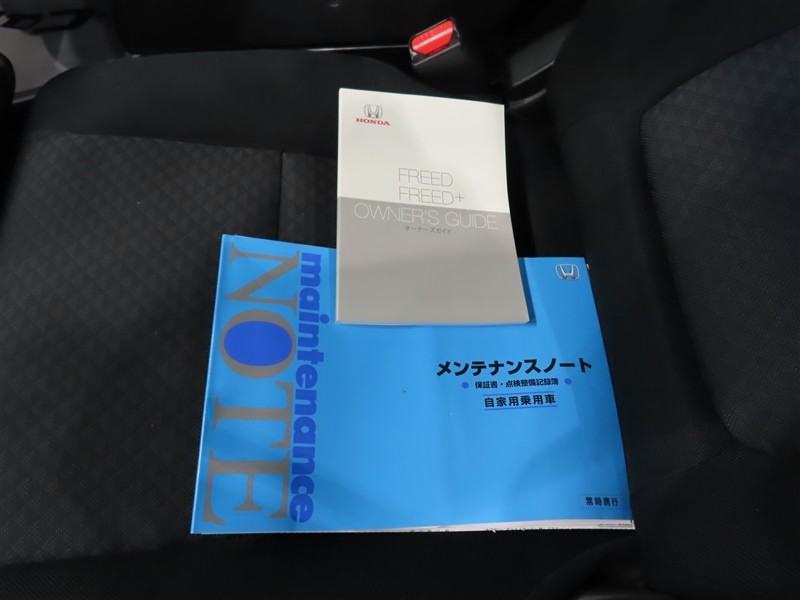 HONDA
FREED
FREED+
OWNER'S GUIDE
オーナーズガイド
maintenance
NOTE
メンテナンスノート
保証書・点検整備記録簿
自家用乗用車
常時携行